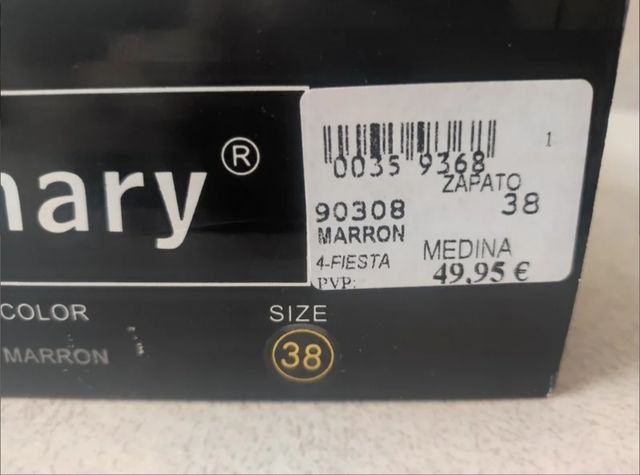 nary®
COLOR
MARRON
SIZE
38
1
0035 9368
ZAPATO
90308 38
MARRON
4-FIESTA MEDINA
PVP: 49,95 €